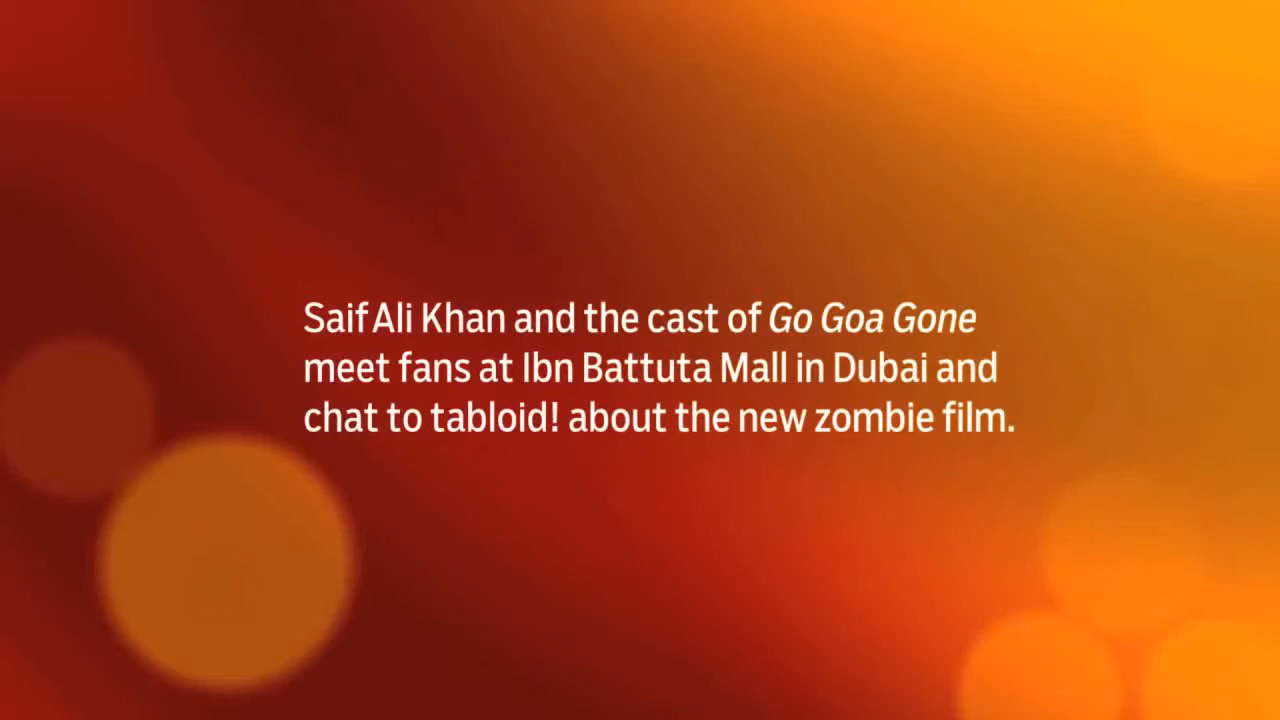 Saif Ali Khan and the cast of Go Goa Gone
meet fans at Ibn Battuta Mall in Dubai and
chat to tabloid! about the new zombie film.